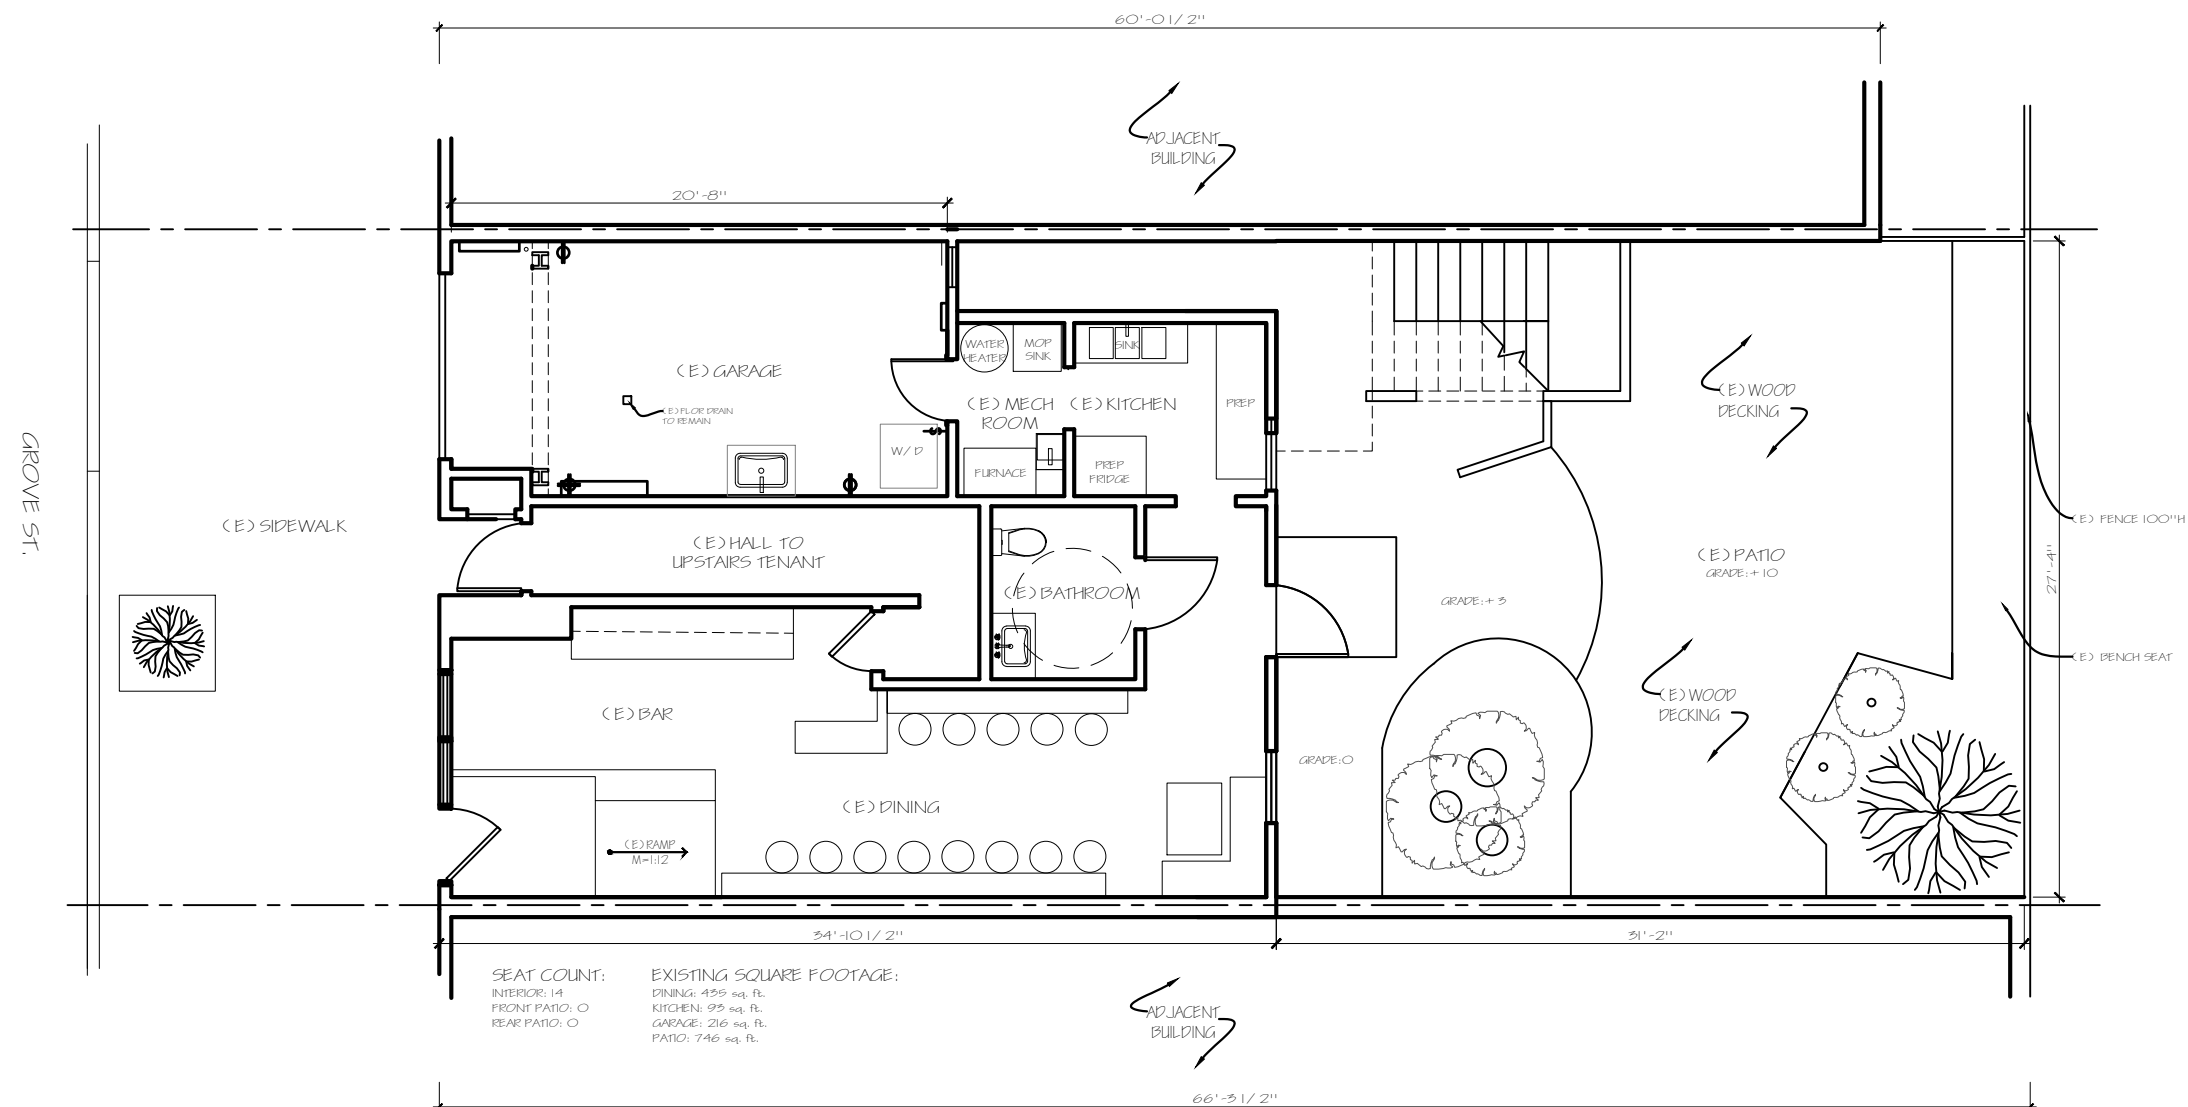 60'-0 1/2"
ADJACENT
BUILDING
20'-8"
WATER
HEATER
MOP
SINK
SINK
(E) GARAGE
(E) FLOR DRAIN
TO REMAIN
(E) MECH
ROOM
(E) KITCHEN
PREP
(E) WOOD
DECKING
W/D
FURNACE
PREP
FRIDGE
GROVE ST.
(E) SIDEWALK
(E) FENCE 100"H
(E) HALL TO
UPSTAIRS TENANT
(E) PATIO
GRADE:+10
27'-4"
(E) BATHROOM
GRADE:+3
(E) BENCH SEAT
(E) WOOD
DECKING
(E) BAR
GRADE:0
(E) DINING
(E) RAMP
M=1:12
34'-10 1/2"
31'-2"
SEAT COUNT:
INTERIOR: 14
FRONT PATIO: 0
REAR PATIO: 0
EXISTING SQUARE FOOTAGE:
DINING: 435 sq. ft.
KITCHEN: 93 sq. ft.
GARAGE: 216 sq. ft.
PATIO: 746 sq. ft.
ADJACENT
BUILDING
66'-3 1/2"